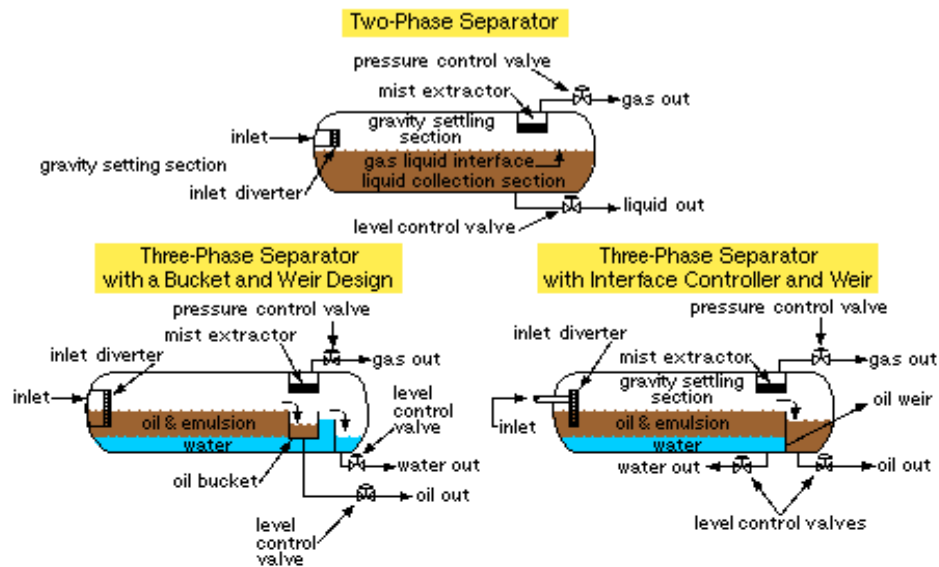 Two-Phase Separator
pressure control valve
mist extractor
gas out
gravity settling
section
inlet
gas liquid interface
gravity setting section
liquid collection section
inlet diverter
liquid out
level control valve
Three-Phase Separator
with a Bucket and Weir Design
pressure control valve
mist extractor
inlet diverter
gas out
inlet
level
control
valve
oil & emulsion
water
water out
oil bucket
oil out
level
control
valve
Three-Phase Separator
with Interface Controller and Weir
pressure control valve
inlet diverter
mist extractor
gas out
gravity settling
section
oil weir
inlet
oil & emulsion
water
water out
oil out
level control valves